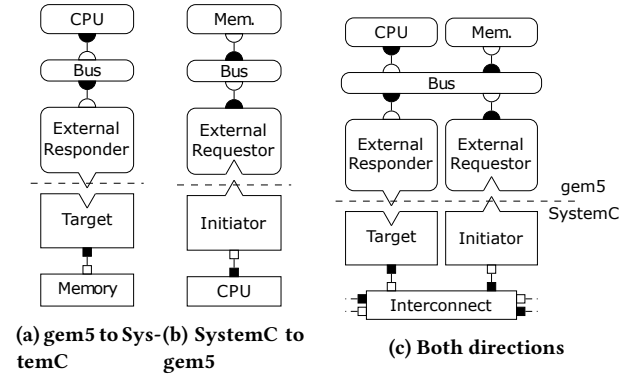 CPU
Bus
External
Responder
Target
Memory
(a) gem5 to Sys-
temC
Mem.
Bus
External
Requestor
Initiator
CPU
(b) SystemC to
gem5
CPU
Mem.
Bus
External
Responder
External
Requestor
gem5
SystemC
Target
Initiator
Interconnect
(c) Both directions